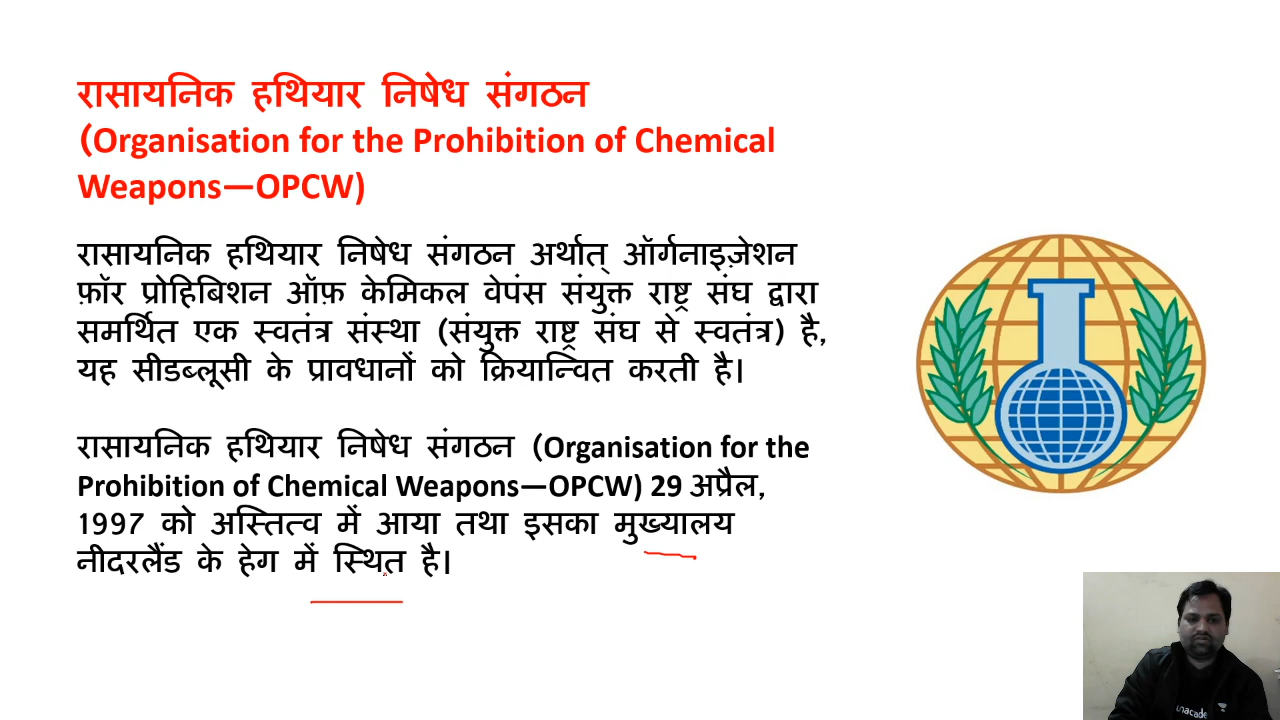 रासायनिक हथियार निषेध संगठन
(Organisation for the Prohibition of Chemical
Weapons—OPCW)
रासायनिक हथियार निषेध संगठन अर्थात् ऑर्गनाइज़ेशन
फ़ॉर प्रोहिबिशन ऑफ़ केमिकल वेपंस संयुक्त राष्ट्र संघ द्वारा
समर्थित एक स्वतंत्र संस्था (संयुक्त राष्ट्र संघ से स्वतंत्र) है,
यह सीडब्लूसी के प्रावधानों को क्रियान्वित करती है।
रासायनिक हथियार निषेध संगठन (Organisation for the
Prohibition of Chemical Weapons—OPCW) 29 अप्रैल,
1997 को अस्तित्व में आया तथा इसका मुख्यालय
नीदरलैंड के हेग में स्थित है।
unacade